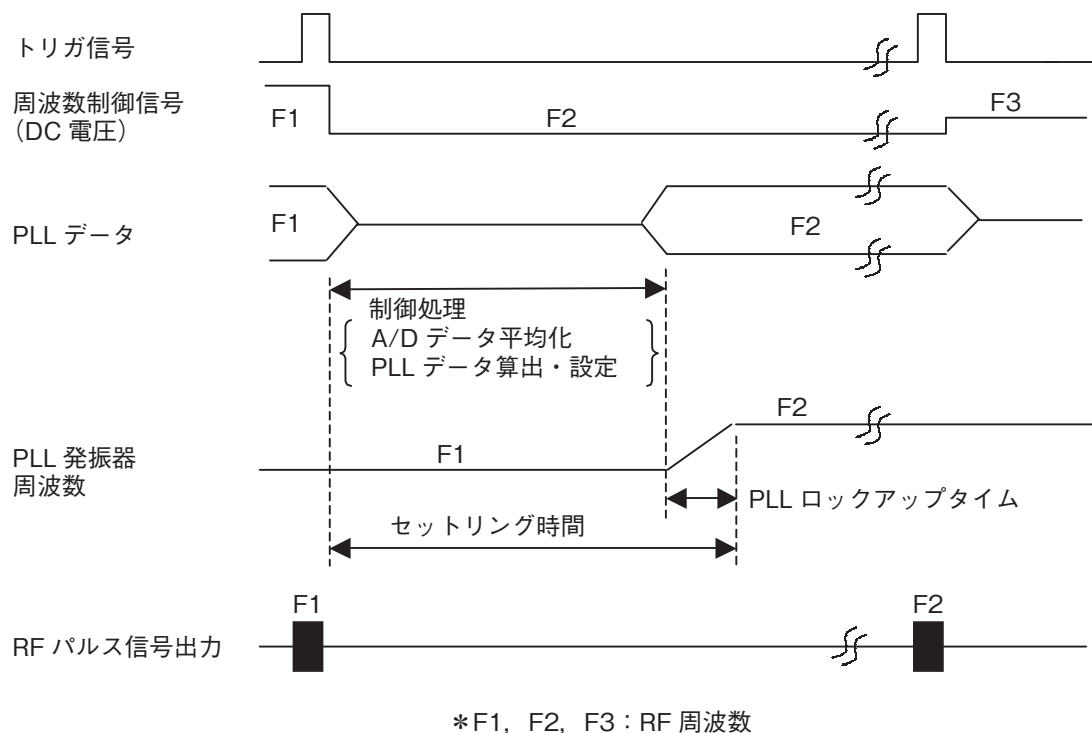 トリガ信号
周波数制御信号
（DC 電圧）
F1
F2
F3
PLL データ
F1
F2
制御処理
A/D データ平均化
PLL データ算出・設定
PLL 発振器
周波数
F1
F2
PLL ロックアップタイム
セットリング時間
RF パルス信号出力
F1
F2
＊F1，F2，F3：RF 周波数